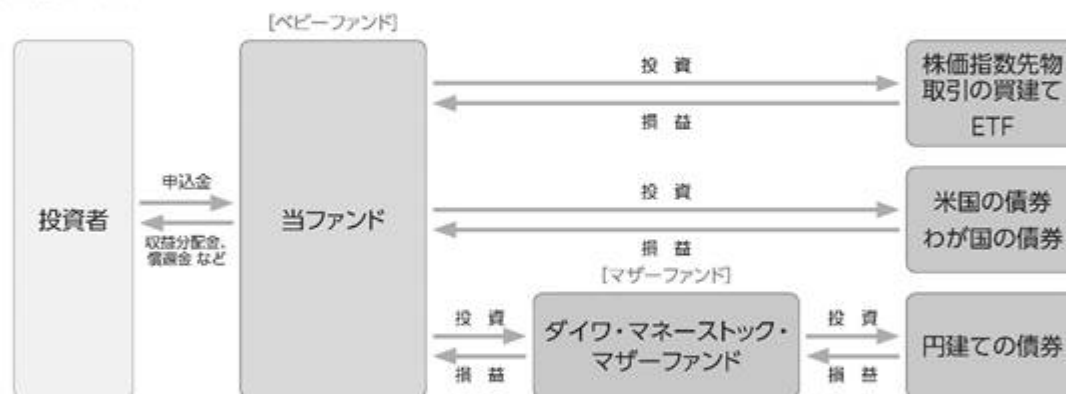 [ベビーファンド]
投資者
申込金
収益分配金、
償還金 など
当ファンド
投 資
損 益
株価指数先物
取引の買建て
ETF
投 資
損 益
米国の債券
わが国の債券
[マザーファンド]
投 資
損 益
ダイワ・マネーストック・
マザーファンド
投 資
損 益
円建ての債券